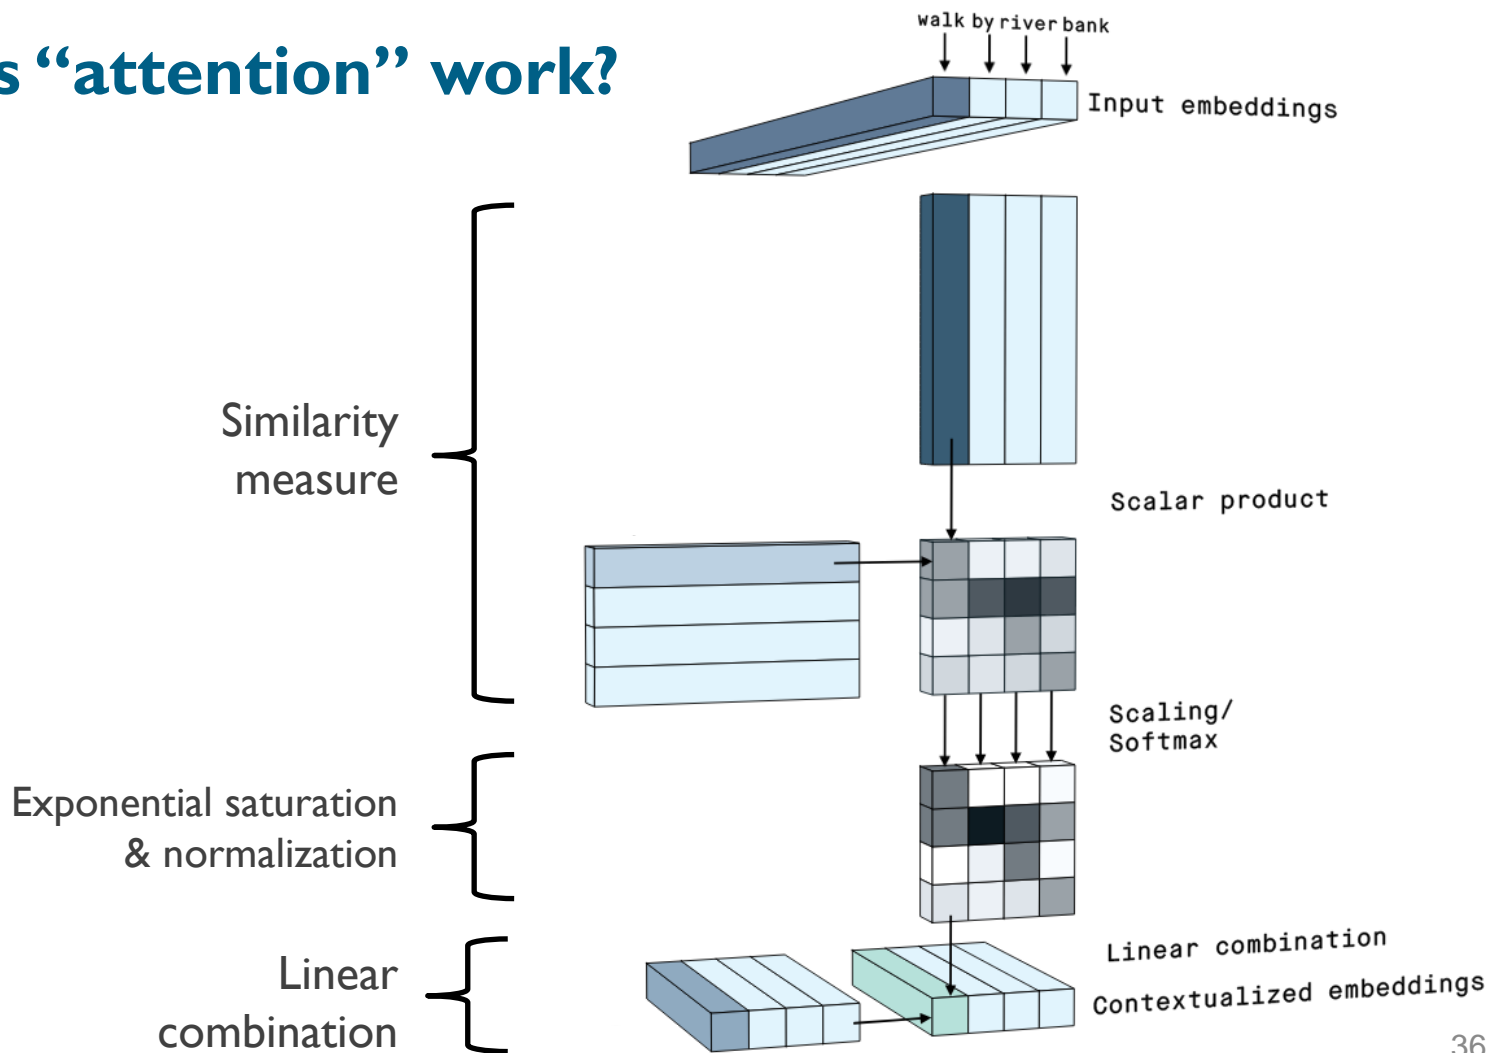 s “attention” work?
walk by river bank
Input embeddings
Similarity
measure
Scalar product
Scaling/
Softmax
Exponential saturation
& normalization
Linear
combination
Linear combination
Contextualized embeddings
36